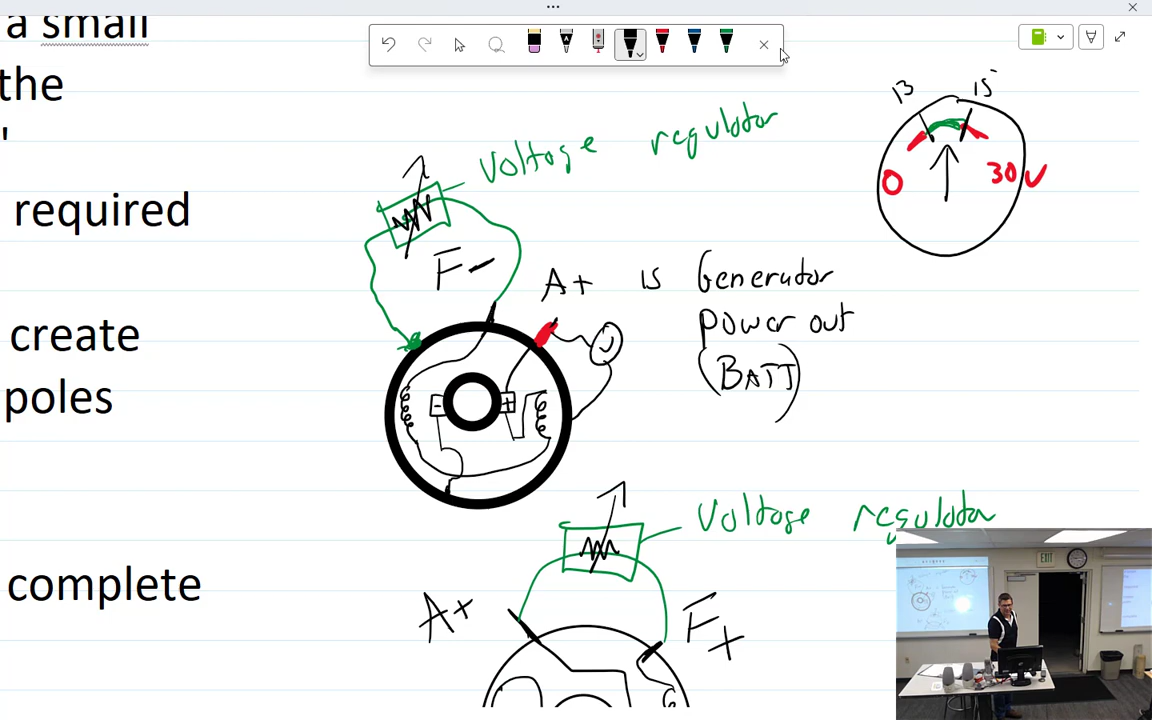 a small
the
'
required
create
poles
complete
Voltage regulator
F-
A+ is Generator
power out
(BATT)
V
- +
13 15
0 30V
Voltage regulator
A+ F+
EXIT